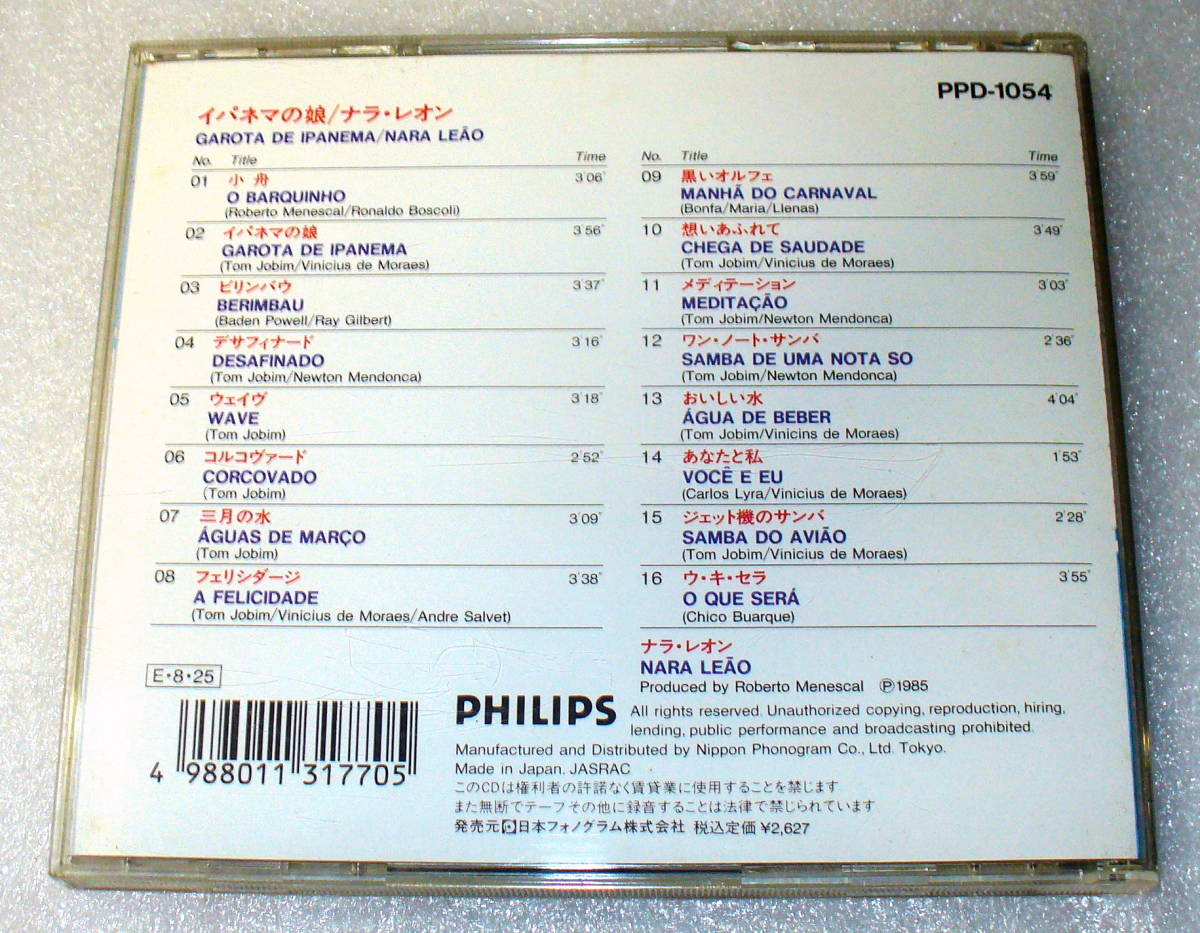 PPD-1054
イパネマの娘/ナラ・レオン
GAROTA DE IPANEMA/NARA LEÃO
No. Title Time
01 小舟 3'06"
O BARQUINHO
(Roberto Menescal/Ronaldo Boscoli)
02 イパネマの娘 3'56"
GAROTA DE IPANEMA
(Tom Jobim/Vinicius de Moraes)
03 ビリンバウ 3'37"
BERIMBAU
(Baden Powell/Ray Gilbert)
04 デサフィナード 3'16"
DESAFINADO
(Tom Jobim/Newton Mendonca)
05 ウェイヴ 3'18"
WAVE
(Tom Jobim)
06 コルコヴァード 2'52"
CORCOVADO
(Tom Jobim)
07 三月の水 3'09"
ÁGUAS DE MARÇO
(Tom Jobim)
08 フェリシダージ 3'38"
A FELICIDADE
(Tom Jobim/Vinicius de Moraes/Andre Salvet)
No. Title Time
09 黒いオルフェ 3'59"
MANHÃ DO CARNAVAL
(Bonfa/Maria/Llenas)
10 想いあふれて 3'49"
CHEGA DE SAUDADE
(Tom Jobim/Vinicius de Moraes)
11 メディテーション 3'03"
MEDITAÇÃO
(Tom Jobim/Newton Mendonca)
12 ワン・ノート・サンバ 2'36"
SAMBA DE UMA NOTA SO
(Tom Jobim/Newton Mendonca)
13 おいしい水 4'04"
ÁGUA DE BEBER
(Tom Jobim/Vinicins de Moraes)
14 あなたと私 1'53"
VOCÊ E EU
(Carlos Lyra/Vinicius de Moraes)
15 ジェット機のサンバ 2'28"
SAMBA DO AVIÃO
(Tom Jobim/Vinicius de Moraes)
16 ウ・キ・セラ 3'55"
O QUE SERÁ
(Chico Buarque)
ナラ・レオン
NARA LEÃO
Produced by Roberto Menescal Ⓟ1985
E・8・25
4 988011 317705
PHILIPS
All rights reserved. Unauthorized copying, reproduction, hiring,
lending, public performance and broadcasting prohibited.
Manufactured and Distributed by Nippon Phonogram Co., Ltd. Tokyo.
Made in Japan. JASRAC
このCDは権利者の許諾なく賃貸業に使用することを禁じます
また無断でテープその他に録音することは法律で禁じられています
発売元 日本フォノグラム株式会社 税込定価¥2,627